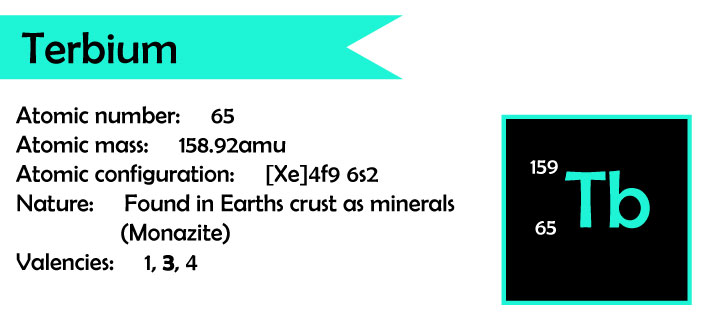 Terbium
Atomic number: 65
Atomic mass: 158.92amu
Atomic configuration: [Xe]4f9 6s2
Nature: Found in Earths crust as minerals
(Monazite)
Valencies: 1, 3, 4
159
Tb
65